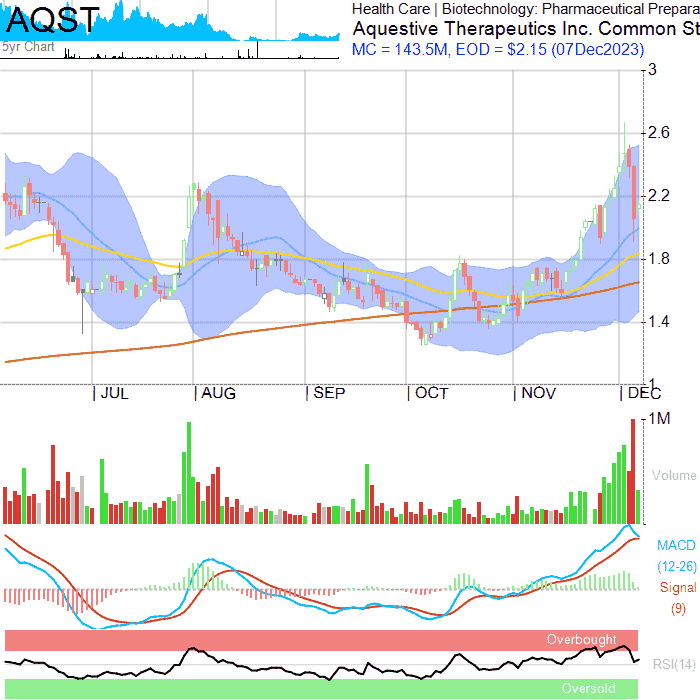 AQST
5yr Chart
Health Care | Biotechnology: Pharmaceutical Prepara
Aquestive Therapeutics Inc. Common St
MC = 143.5M, EOD = $2.15 (07Dec2023)
3
2.6
2.2
1.8
1.4
1
JUL AUG SEP OCT NOV DEC
1M
Volume
MACD
(12-26)
Signal
(9)
Overbought
RSI(14)
Oversold